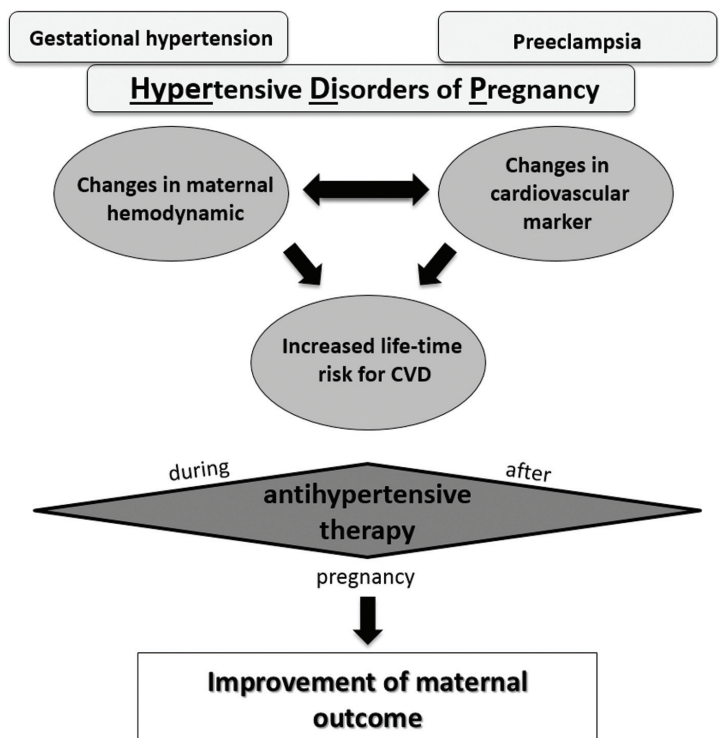 Gestational hypertension
Preeclampsia
Hypertensive Disorders of Pregnancy
Changes in maternal
hemodynamic
Changes in
cardiovascular
marker
Increased life-time
risk for CVD
during
after
antihypertensive
therapy
pregnancy
Improvement of maternal
outcome